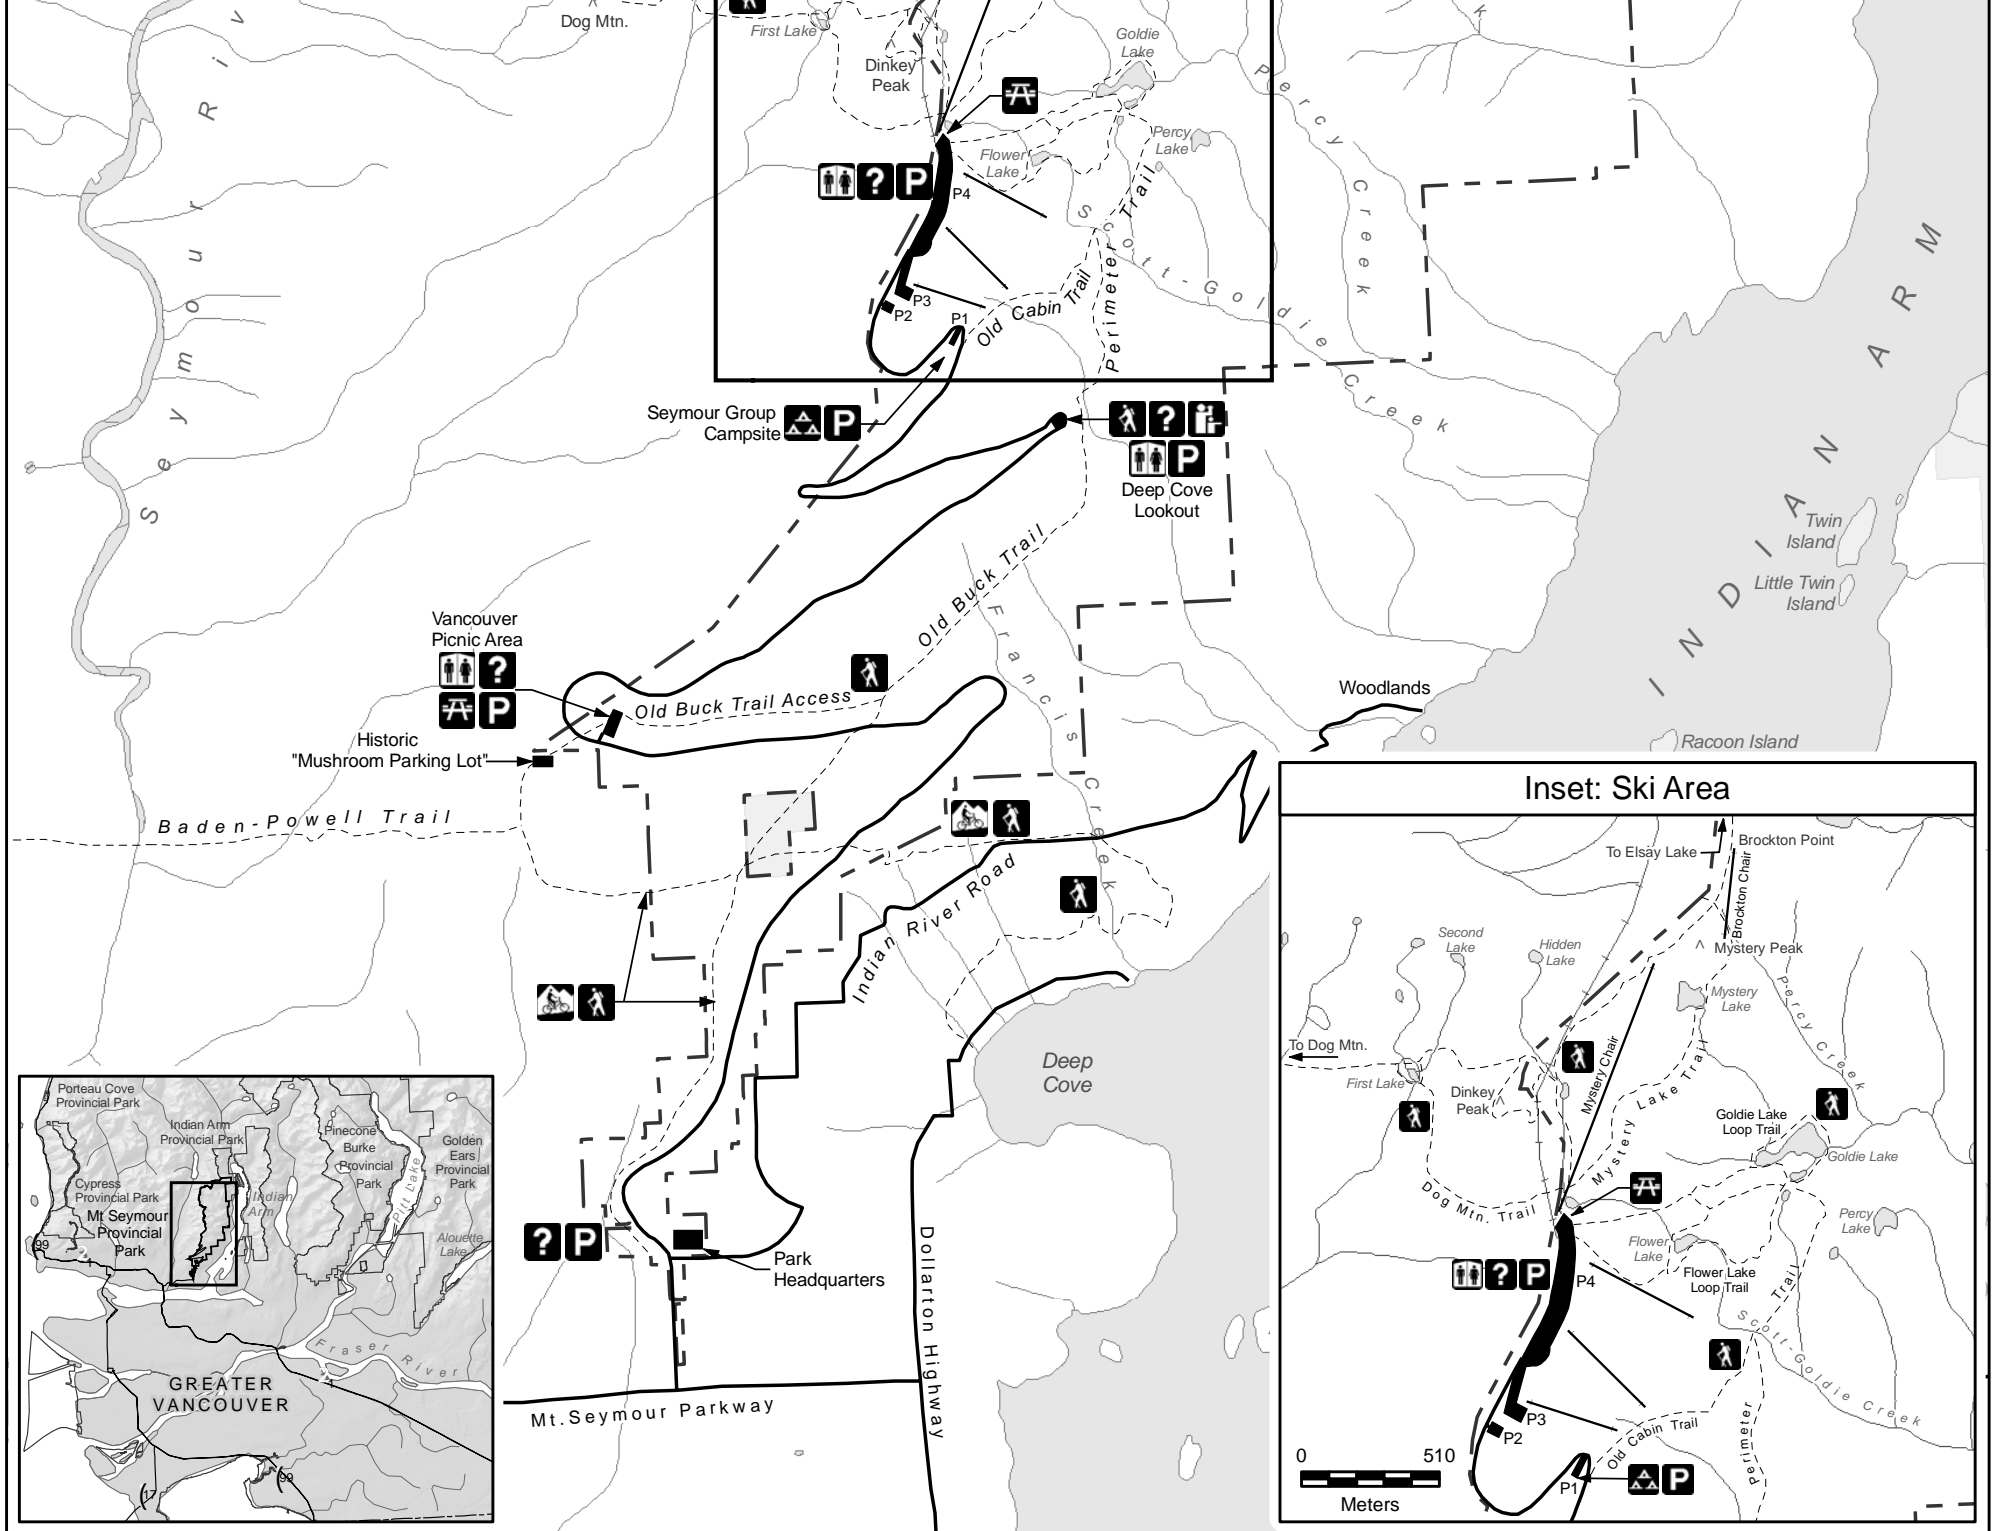 Dog Mtn.
First Lake
Dinkey
Peak
Goldie
Lake
Percy
Lake
Flower
Lake
Percy Creek
Scott-Goldie Creek
Seymour River
P4
P3
P2
P1
Old Cabin Trail
Perimeter Trail
Seymour Group
Campsite
P
? P
? 
P
Deep Cove
Lookout
INDIAN ARM
Twin
Island
Little Twin
Island
Racoon Island
Woodlands
Old Buck Trail
Francis Creek
Vancouver
Picnic Area
?
P
Old Buck Trail Access
Historic
"Mushroom Parking Lot"
Baden-Powell Trail
Indian River Road
Deep
Cove
? P
Park
Headquarters
Dollarton Highway
Mt.Seymour Parkway
Porteau Cove
Provincial Park
Indian Arm
Provincial Park
Pinecone
Burke
Provincial
Park
Golden
Ears
Provincial
Park
Cypress
Provincial Park
Mt Seymour
Provincial
Park
Indian
Arm
Pitt Lake
Alouette
Lake
99
1
Fraser River
GREATER
VANCOUVER
1
99
17
Inset: Ski Area
To Elsay Lake
Brockton Point
Brockton Chair
Mystery Peak
Second
Lake
Hidden
Lake
Mystery
Lake
Percy Creek
To Dog Mtn.
First Lake
Dinkey
Peak
Mystery Chair
Mystery Lake Trail
Goldie Lake
Loop Trail
Goldie Lake
Dog Mtn. Trail
Percy
Lake
Flower
Lake
Flower Lake
Loop Trail
? P
P4
Scott-Goldie Creek
Perimeter Trail
P3
P2
Old Cabin Trail
P1
P
0 510
Meters